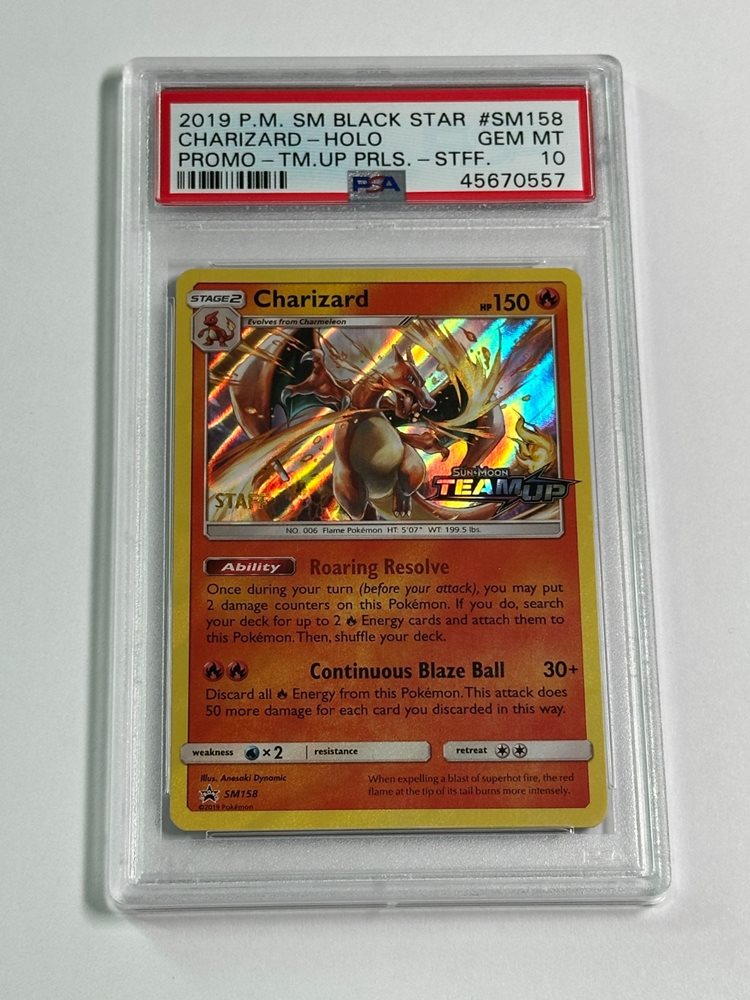 2019 P.M. SM BLACK STAR #SM158
CHARIZARD - HOLO GEM MT
PROMO - TM.UP PRLS. - STFF. 10
PSA 45670557
STAGE 2 Charizard HP 150
Evolves from Charmeleon
SUN & MOON
TEAM UP
STAFF
NO. 006 Flame Pokémon HT: 5'07" WT: 199.5 lbs.
Ability Roaring Resolve
Once during your turn (before your attack), you may put
2 damage counters on this Pokémon. If you do, search
your deck for up to 2 Energy cards and attach them to
this Pokémon. Then, shuffle your deck.
Continuous Blaze Ball 30+
Discard all Energy from this Pokémon. This attack does
50 more damage for each card you discarded in this way.
weakness × 2 resistance retreat
Illus. Anesaki Dynamic
SM158
©2019 Pokémon
When expelling a blast of superhot fire, the red
flame at the tip of its tail burns more intensely.